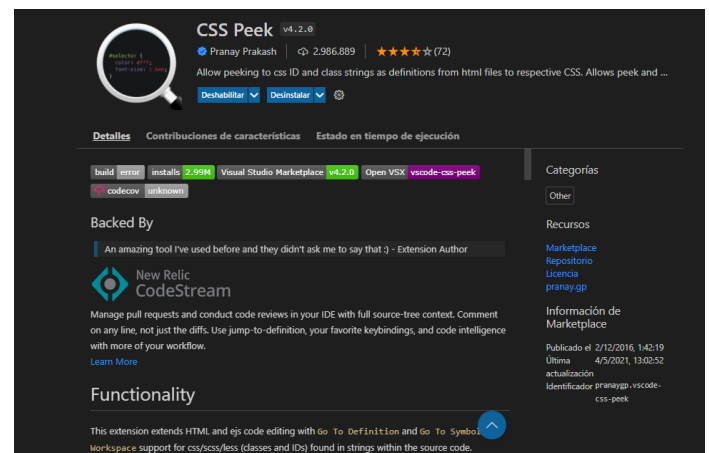 CSS Peek v4.2.0
Pranay Prakash 2.986.889 (72)
Allow peeking to css ID and class strings as definitions from html files to respective CSS. Allows peek and ...
Deshabilitar Desinstalar
Detalles Contribuciones de características Estado en tiempo de ejecución
build error installs 2.99M Visual Studio Marketplace v4.2.0 Open VSX vscode-css-peek
codecov unknown
Backed By
An amazing tool I've used before and they didn't ask me to say that :) - Extension Author
New Relic
CodeStream
Manage pull requests and conduct code reviews in your IDE with full source-tree context. Comment
on any line, not just the diffs. Use jump-to-definition, your favorite keybindings, and code intelligence
with more of your workflow.
Learn More
Functionality
This extension extends HTML and ejs code editing with Go To Definition and Go To Symbol
Workspace support for css/scss/less (classes and IDs) found in strings within the source code.
Categorías
Other
Recursos
Marketplace
Repositorio
Licencia
pranay.gp
Información de
Marketplace
Publicado el 2/12/2016, 1:42:19
Última 4/5/2021, 13:02:52
actualización
Identificador pranaygp.vscode-
css-peek